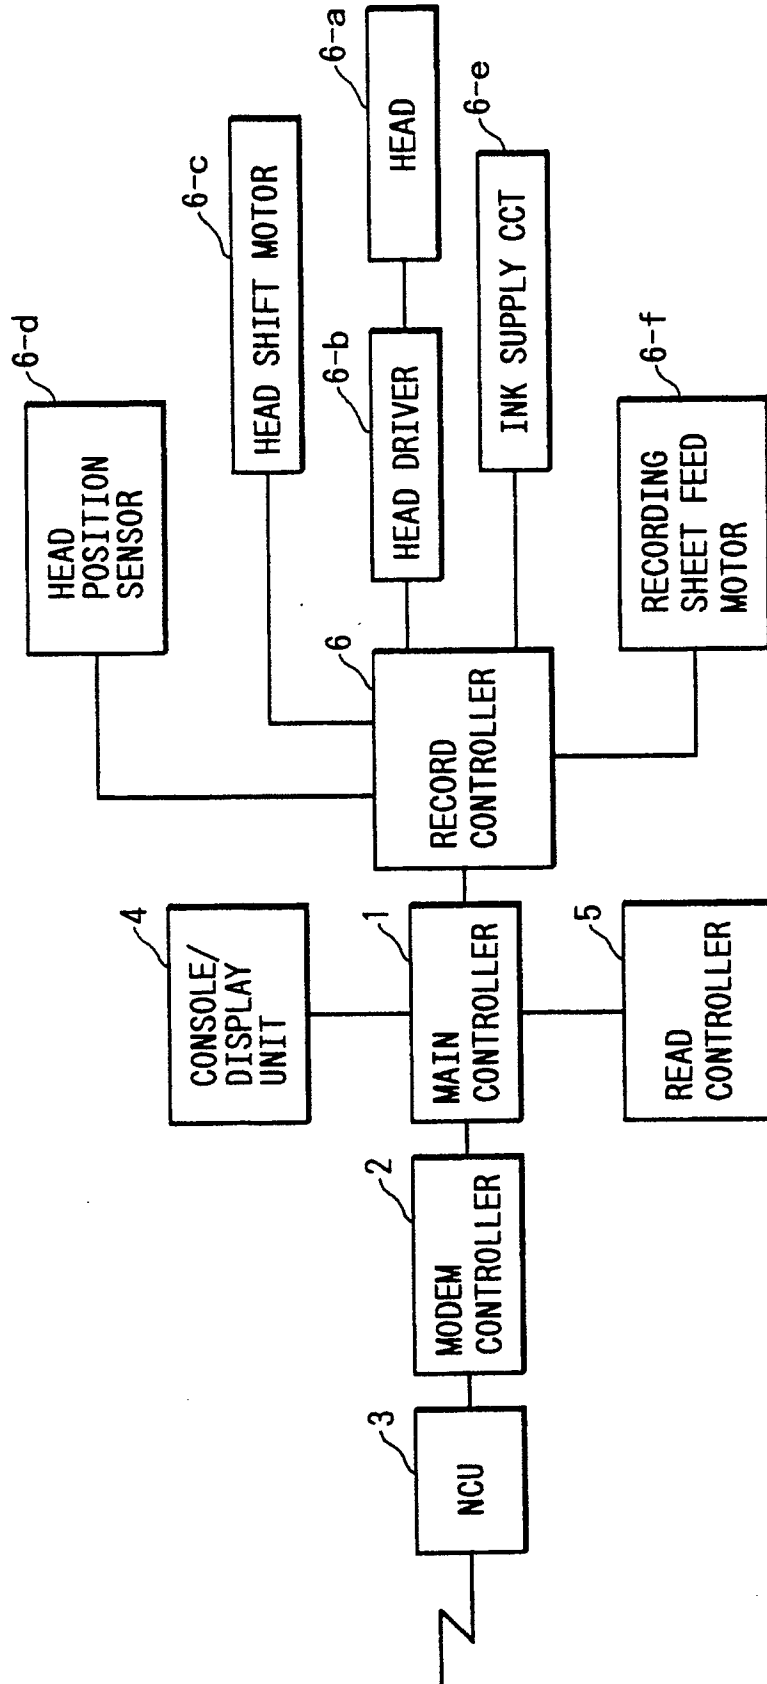 6-d
HEAD
POSITION
SENSOR
6-c
HEAD SHIFT MOTOR
6-b
HEAD DRIVER
6-a
HEAD
6-e
INK SUPPLY CCT
6-f
RECORDING
SHEET FEED
MOTOR
6
RECORD
CONTROLLER
4
CONSOLE/
DISPLAY
UNIT
1
MAIN
CONTROLLER
5
READ
CONTROLLER
2
MODEM
CONTROLLER
3
NCU